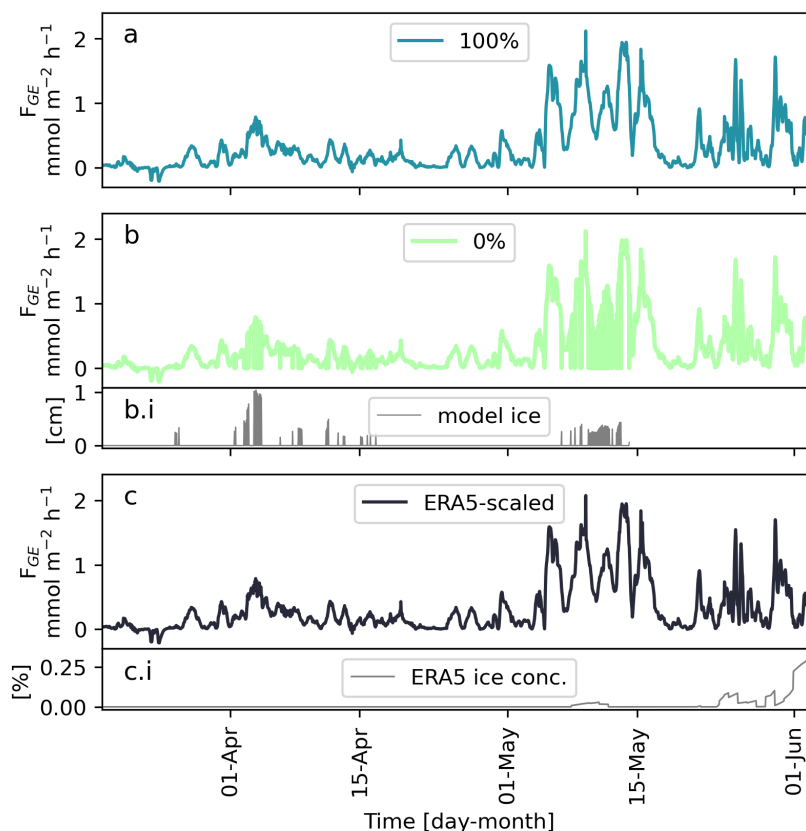 a
100%
F_GE
mmol m⁻² h⁻¹
2
1
0
b
0%
F_GE
mmol m⁻² h⁻¹
2
1
0
b.i
model ice
[cm]
1
0
c
ERA5-scaled
F_GE
mmol m⁻² h⁻¹
2
1
0
c.i
ERA5 ice conc.
[%]
0.25
0.00
01-Apr
15-Apr
01-May
15-May
01-Jun
Time [day-month]